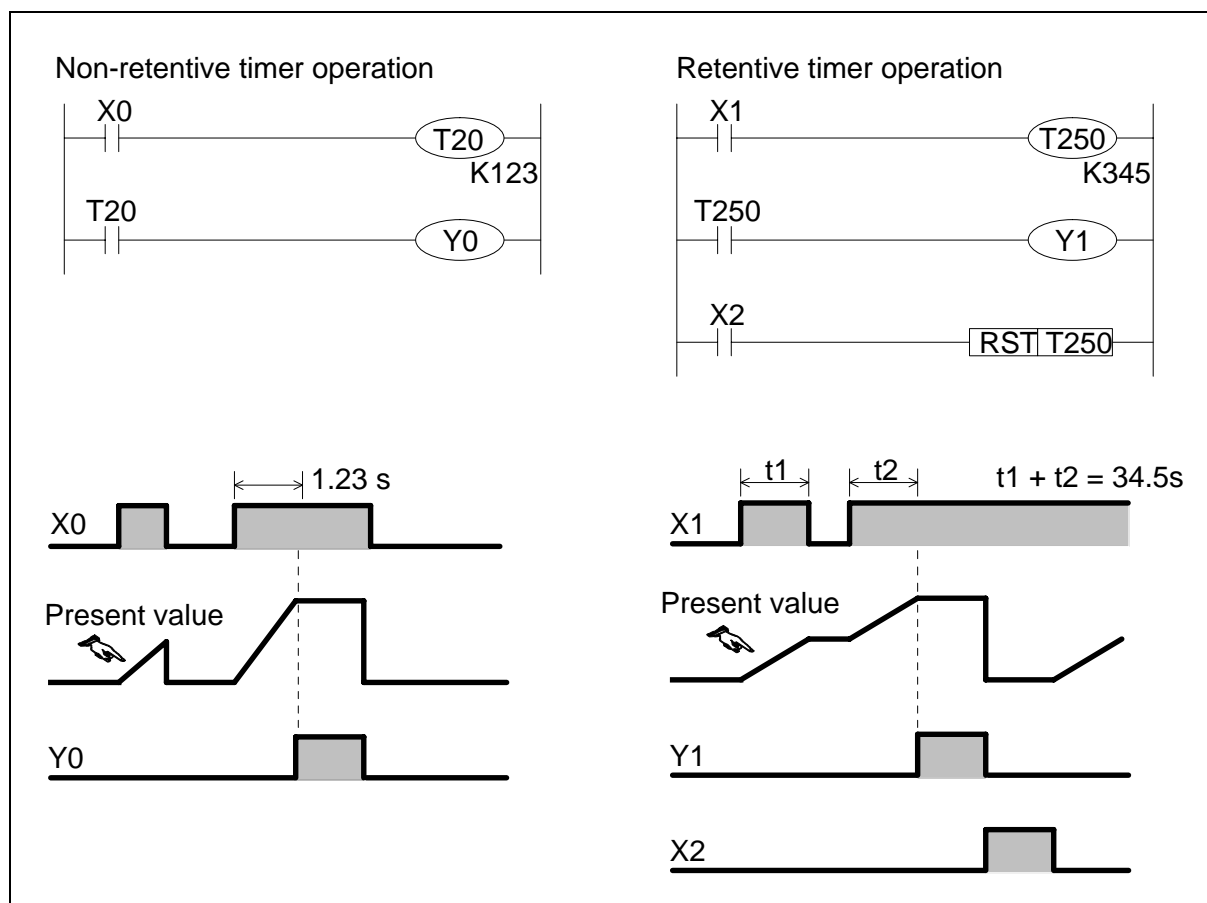 Non-retentive timer operation
X0
T20
K123
T20
Y0
1.23 s
X0
Present value
Y0
Retentive timer operation
X1
T250
K345
T250
Y1
X2
RST T250
t1
t2
t1 + t2 = 34.5s
X1
Present value
Y1
X2